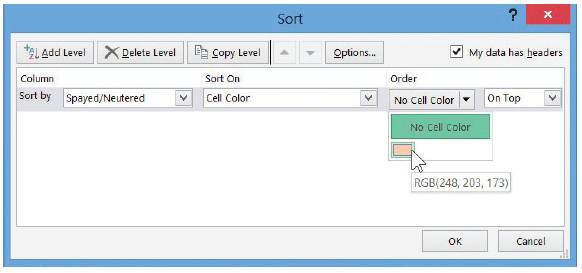 Sort
? ×
Add Level Delete Level Copy Level Options... My data has headers
Column Sort On Order
Sort by Spayed/Neutered Cell Color No Cell Color On Top
No Cell Color
RGB(248, 203, 173)
OK Cancel